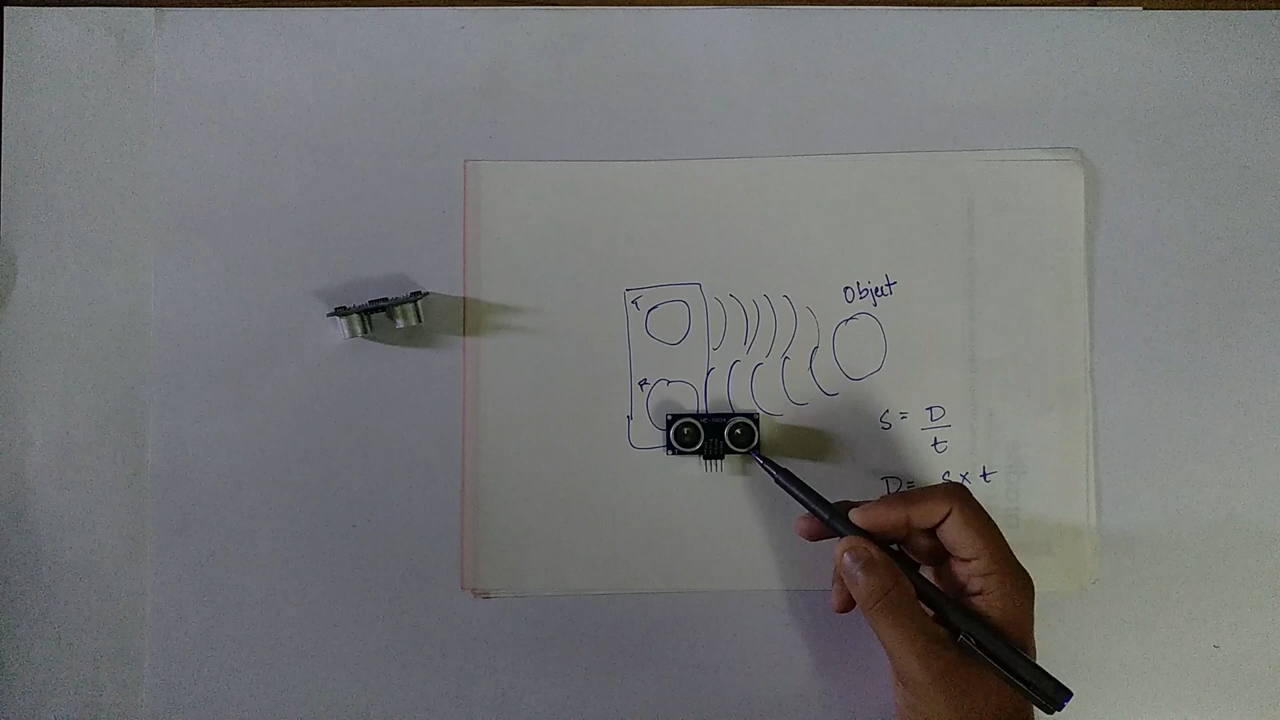 Object
T
R
S = D
t
D = S x t